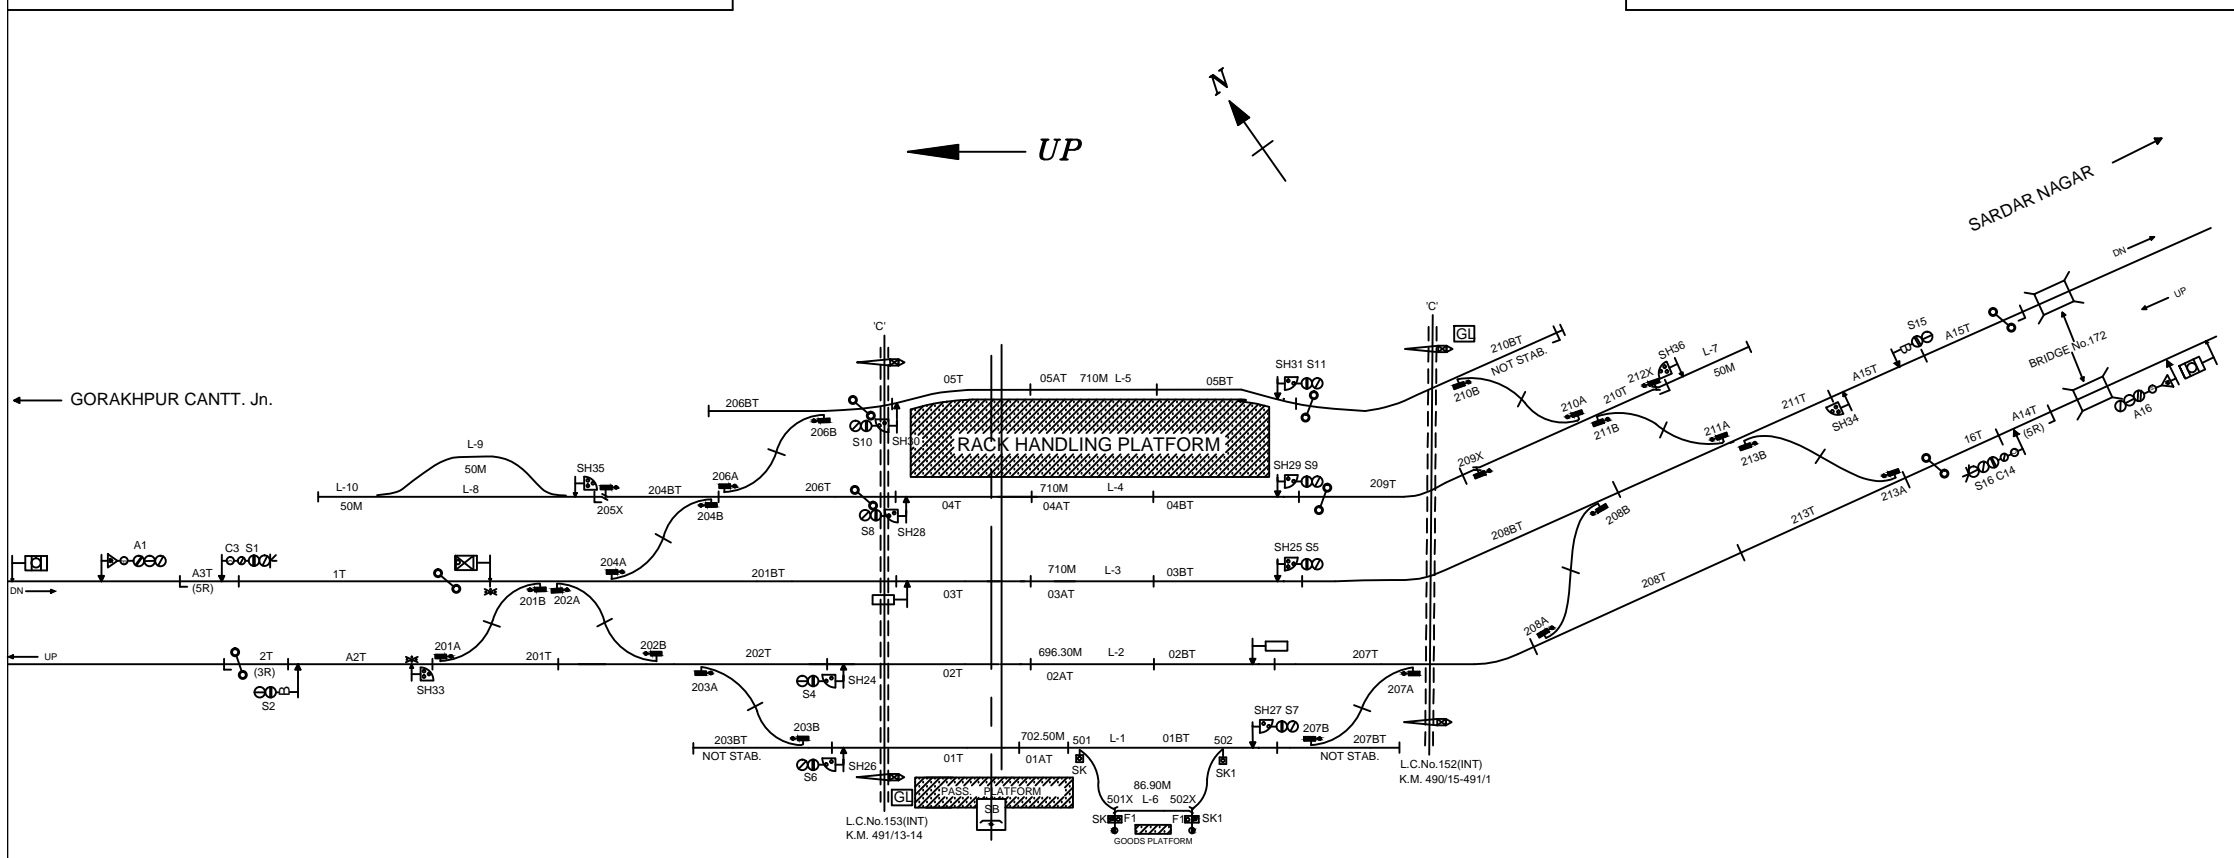 N
UP
SARDAR NAGAR
DN
UP
BRIDGE No.172
GORAKHPUR CANTT. Jn.
'C'
'C'
GL
210BT
NOT STAB.
SH36
L-7
50M
212X
210T
S15
A15T
A15T
211T
SH34
A16
A14T
(5R)
16T
S16 C14
05T
05AT
710M
L-5
05BT
SH31 S11
210B
210A
211B
211A
213B
213A
213T
206BT
206B
S10
SH30
RACK HANDLING PLATFORM
SH29 S9
209X
L-9
50M
SH35
206A
L-10
L-8
50M
205X
204BT
204B
206T
04T
710M
L-4
04AT
04BT
209T
S8
SH28
208BT
208B
A1
C3 S1
A3T
(5R)
1T
DN
204A
201BT
03T
710M
L-3
03AT
03BT
SH25 S5
201B
202A
208T
208A
UP
2T
(3R)
A2T
S2
201A
SH33
201T
202B
202T
203A
S4
SH24
02T
696.30M
L-2
02AT
02BT
207T
207A
203BT
NOT STAB.
203B
S6
SH26
01T
702.50M
01AT
501
L-1
01BT
502
SH27 S7
207B
207BT
NOT STAB.
SK
SK1
L.C.No.152(INT)
K.M. 490/15-491/1
GL
PASS. PLATFORM
SB
86.90M
501X
L-6
502X
SK
F1
F1
SK1
GOODS PLATFORM
L.C.No.153(INT)
K.M. 491/13-14